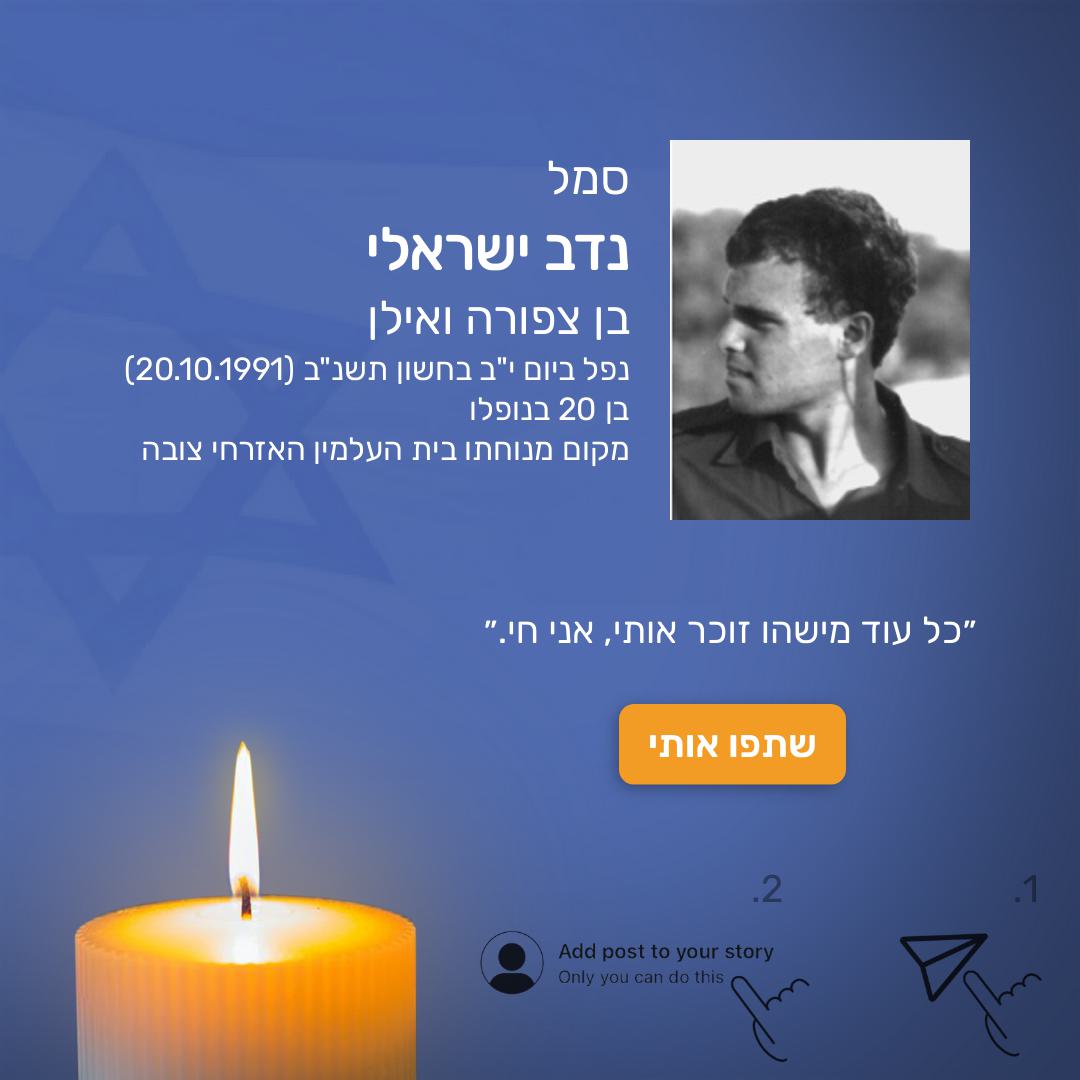 סמל
נדב ישראלי
בן צפורה ואילן
נפל ביום י"ב בחשון תשנ"ב (20.10.1991)
בן 20 בנופלו
מקום מנוחתו בית העלמין האזרחי צובה
״כל עוד מישהו זוכר אותי, אני חי.״
שתפו אותי
1.
2.
Add post to your story
Only you can do this